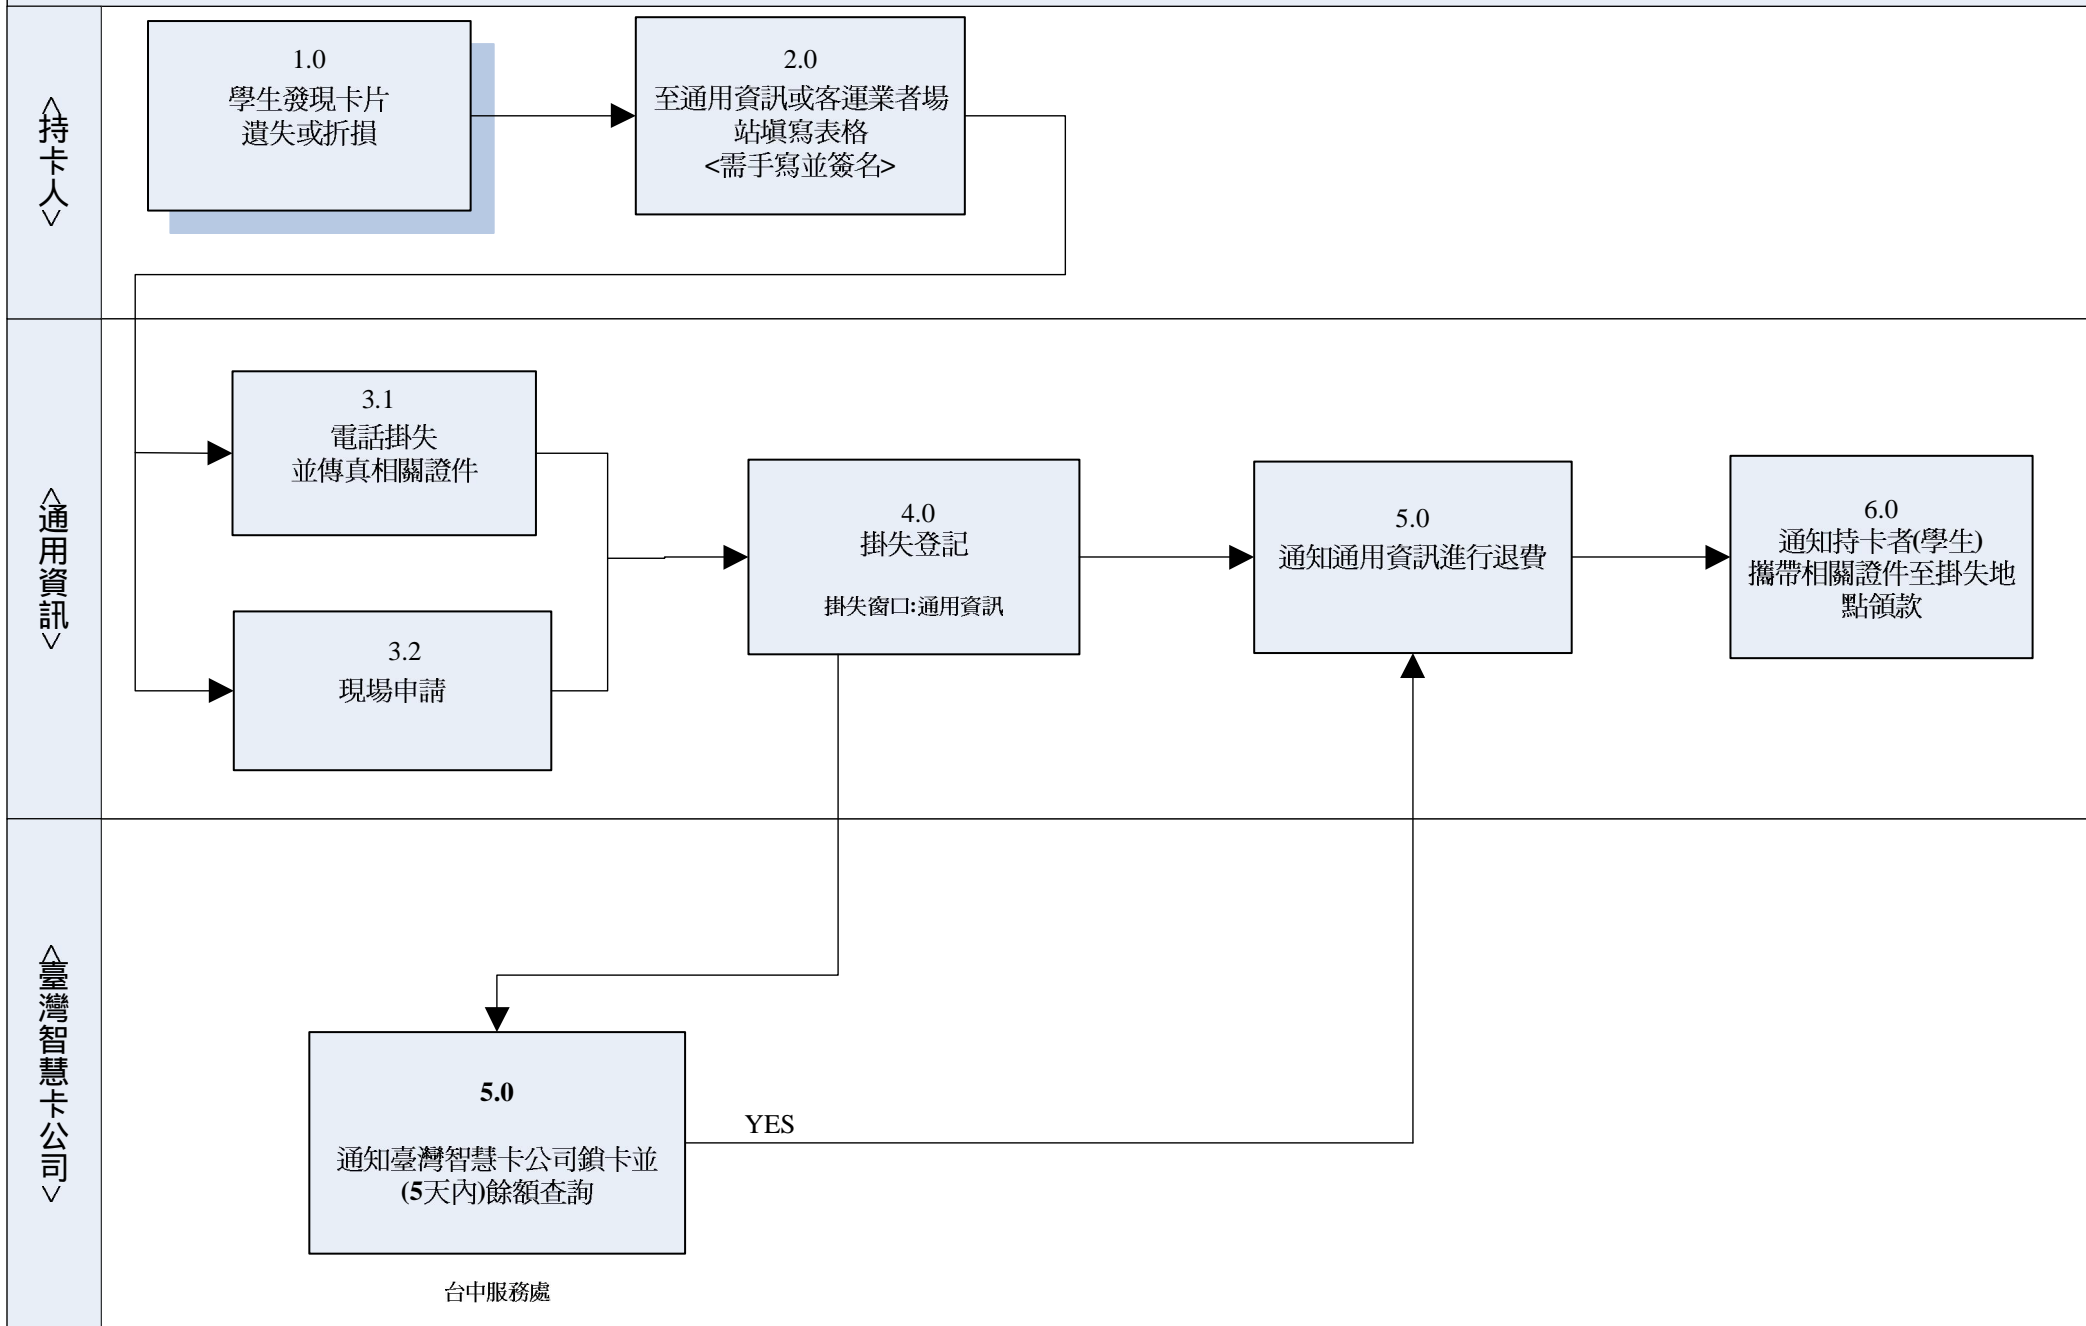 <持卡人>
1.0
學生發現卡片
遺失或折損
2.0
至通用資訊或客運業者場
站填寫表格
<需手寫並簽名>
<通用資訊>
3.1
電話掛失
並傳真相關證件
3.2
現場申請
4.0
掛失登記
掛失窗口:通用資訊
5.0
通知通用資訊進行退費
6.0
通知持卡者(學生)
攜帶相關證件至掛失地
點領款
<臺灣智慧卡公司>
5.0
通知臺灣智慧卡公司鎖卡並
(5天內)餘額查詢
YES
台中服務處